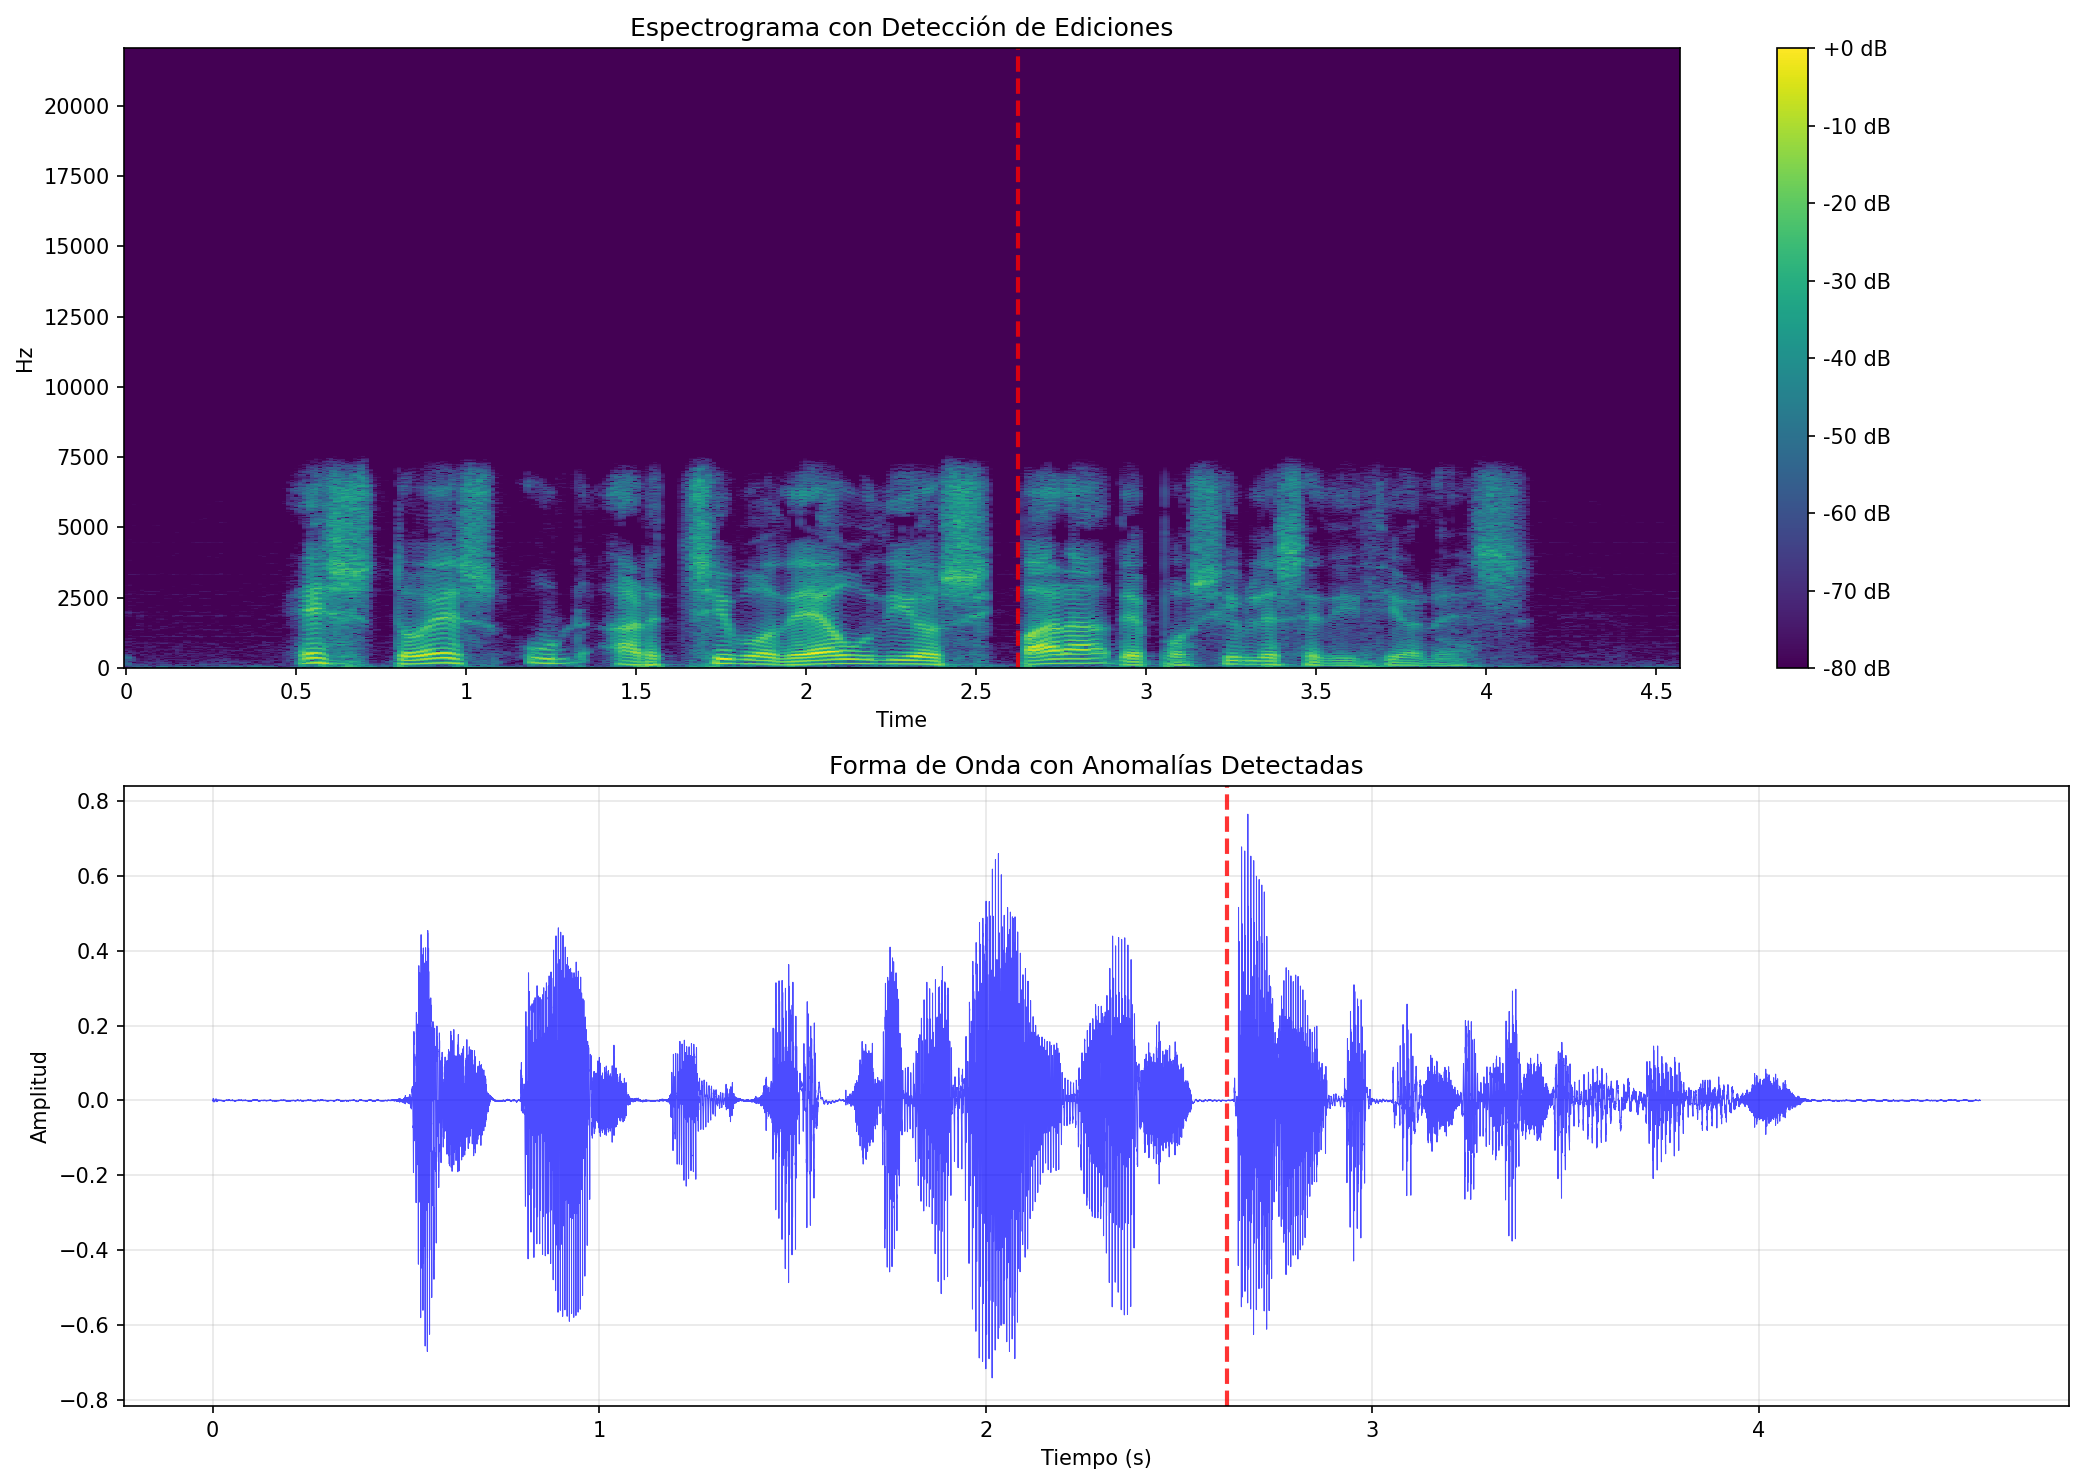 Espectrograma con Detección de Ediciones
Hz
20000
17500
15000
12500
10000
7500
5000
2500
0
0 0.5 1 1.5 2 2.5 3 3.5 4 4.5
Time
+0 dB
-10 dB
-20 dB
-30 dB
-40 dB
-50 dB
-60 dB
-70 dB
-80 dB
Forma de Onda con Anomalías Detectadas
Amplitud
0.8
0.6
0.4
0.2
0.0
−0.2
−0.4
−0.6
−0.8
0 1 2 3 4
Tiempo (s)